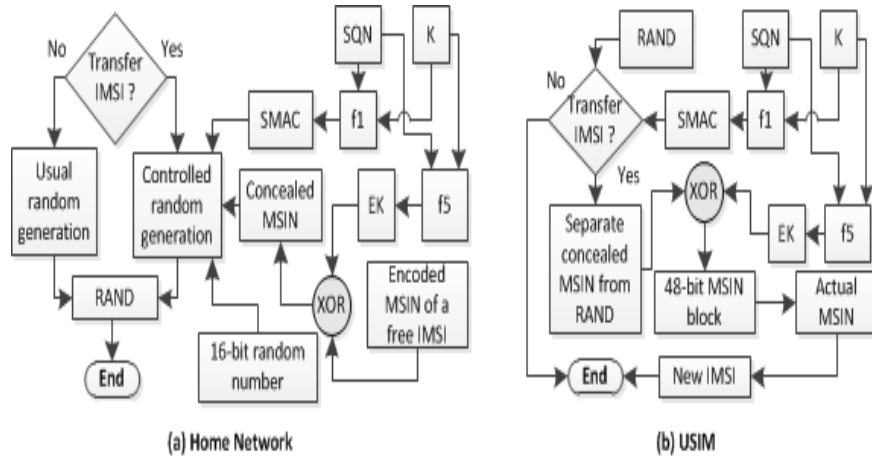 No
Transfer
IMSI ?
Yes
SQN
K
SMAC
f1
Usual
random
generation
Controlled
random
generation
Concealed
MSIN
EK
f5
RAND
XOR
Encoded
MSIN of a
free IMSI
16-bit random
number
End
(a) Home Network
RAND
SQN
K
No
Transfer
IMSI ?
SMAC
f1
Yes
XOR
Separate
concealed
MSIN from
RAND
EK
f5
48-bit MSIN
block
Actual
MSIN
End
New IMSI
(b) USIM